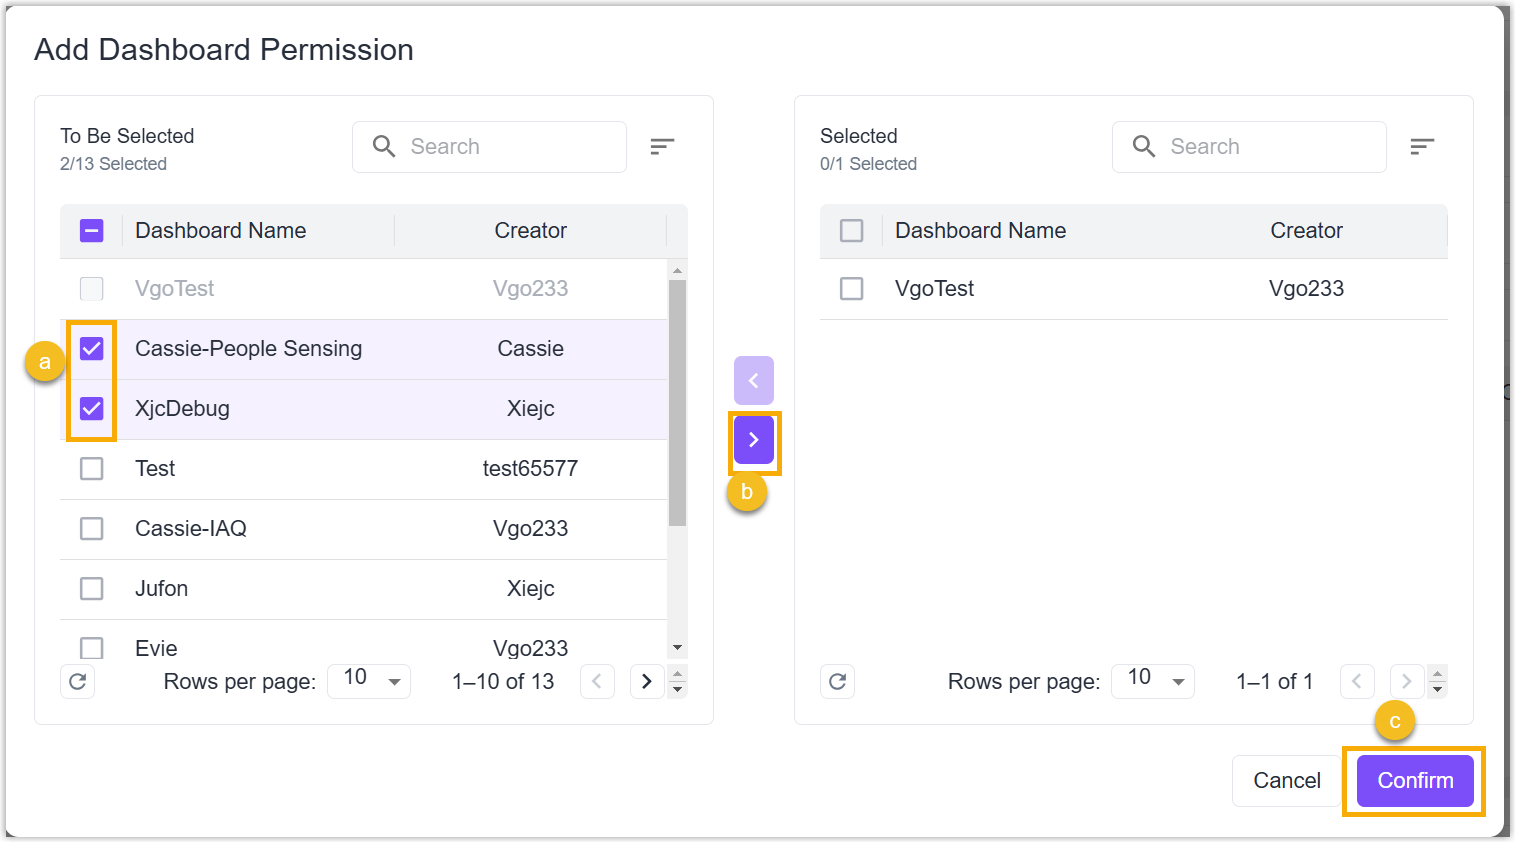 Add Dashboard Permission
To Be Selected
2/13 Selected
Search
Dashboard Name Creator
VgoTest Vgo233
Cassie-People Sensing Cassie
XjcDebug Xiejc
Test test65577
Cassie-IAQ Vgo233
Jufon Xiejc
Evie Vgo233
Rows per page: 10 1–10 of 13
a
b
Selected
0/1 Selected
Search
Dashboard Name Creator
VgoTest Vgo233
Rows per page: 10 1–1 of 1
c
Cancel Confirm